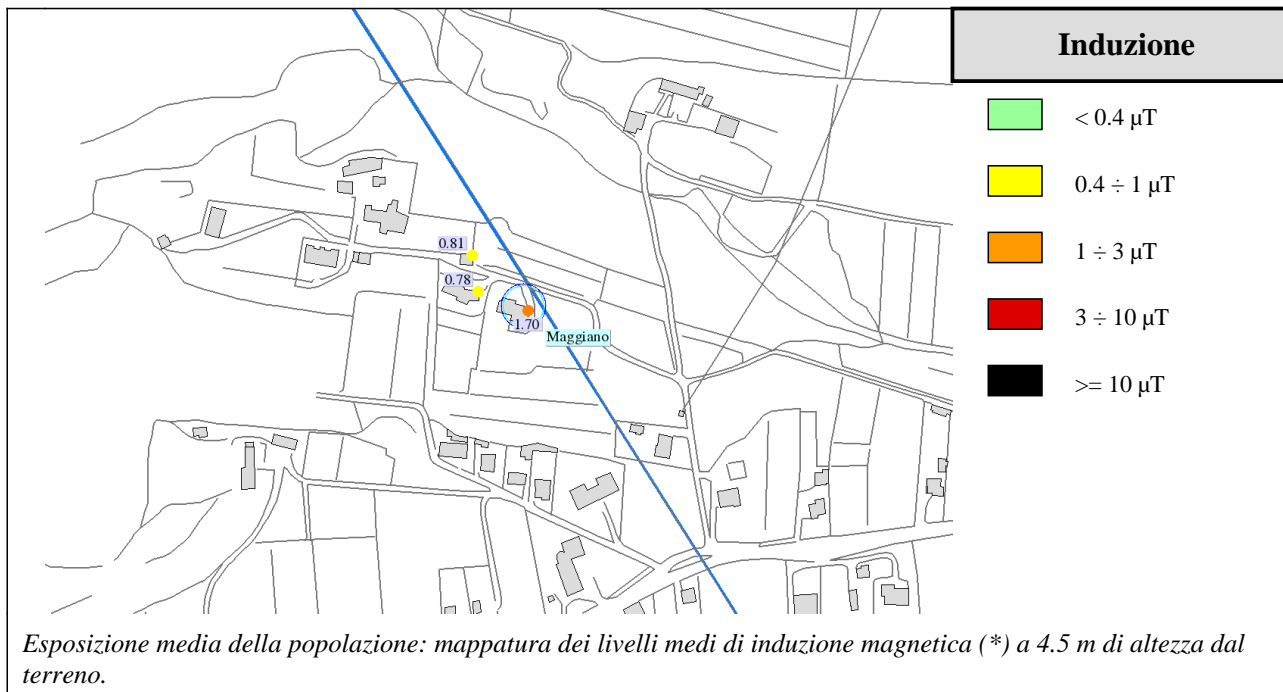 Induzione
< 0.4 µT
0.4 ÷ 1 µT
1 ÷ 3 µT
3 ÷ 10 µT
>= 10 µT
0.81
0.78
1.70
Maggiano
Esposizione media della popolazione: mappatura dei livelli medi di induzione magnetica (*) a 4.5 m di altezza dal
terreno.